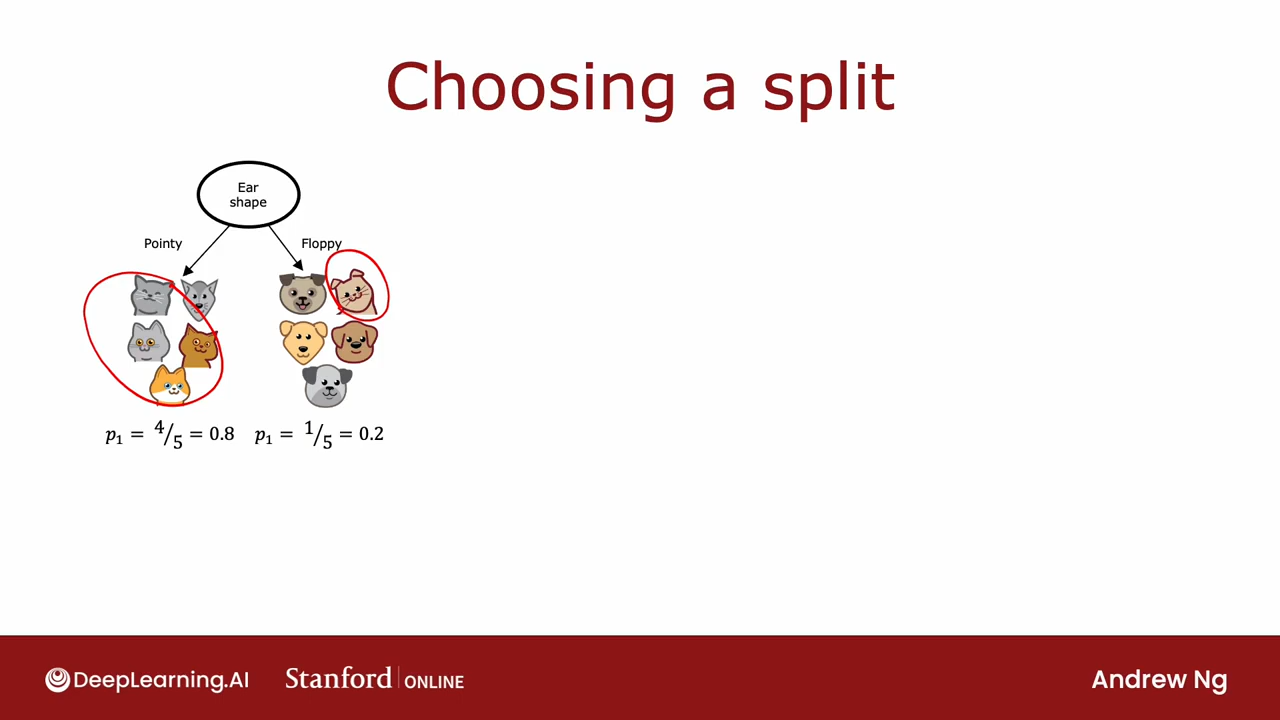 Choosing a split
Ear
shape
Pointy
Floppy
p₁ = 4/5 = 0.8
p₁ = 1/5 = 0.2
DeepLearning.AI
Stanford | ONLINE
Andrew Ng